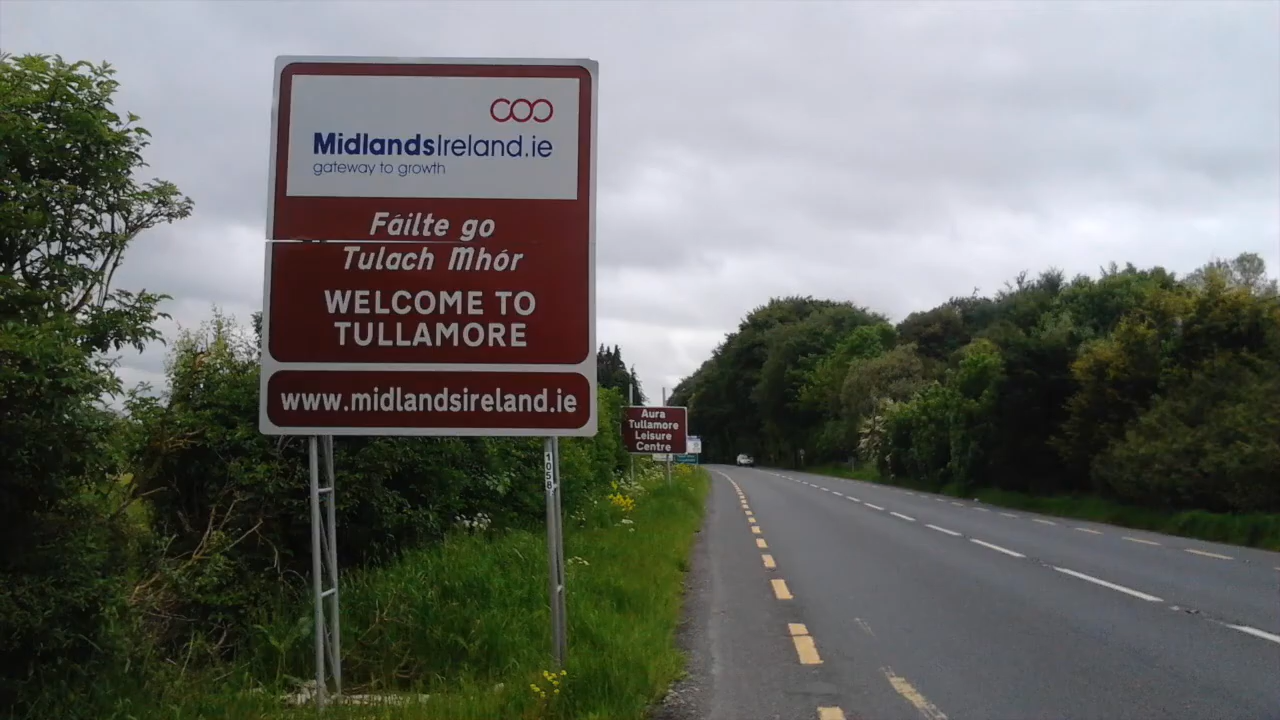 MidlandsIreland.ie
gateway to growth
Fáilte go
Tulach Mhór
WELCOME TO
TULLAMORE
www.midlandsireland.ie
1058
Aura
Tullamore
Leisure
Centre